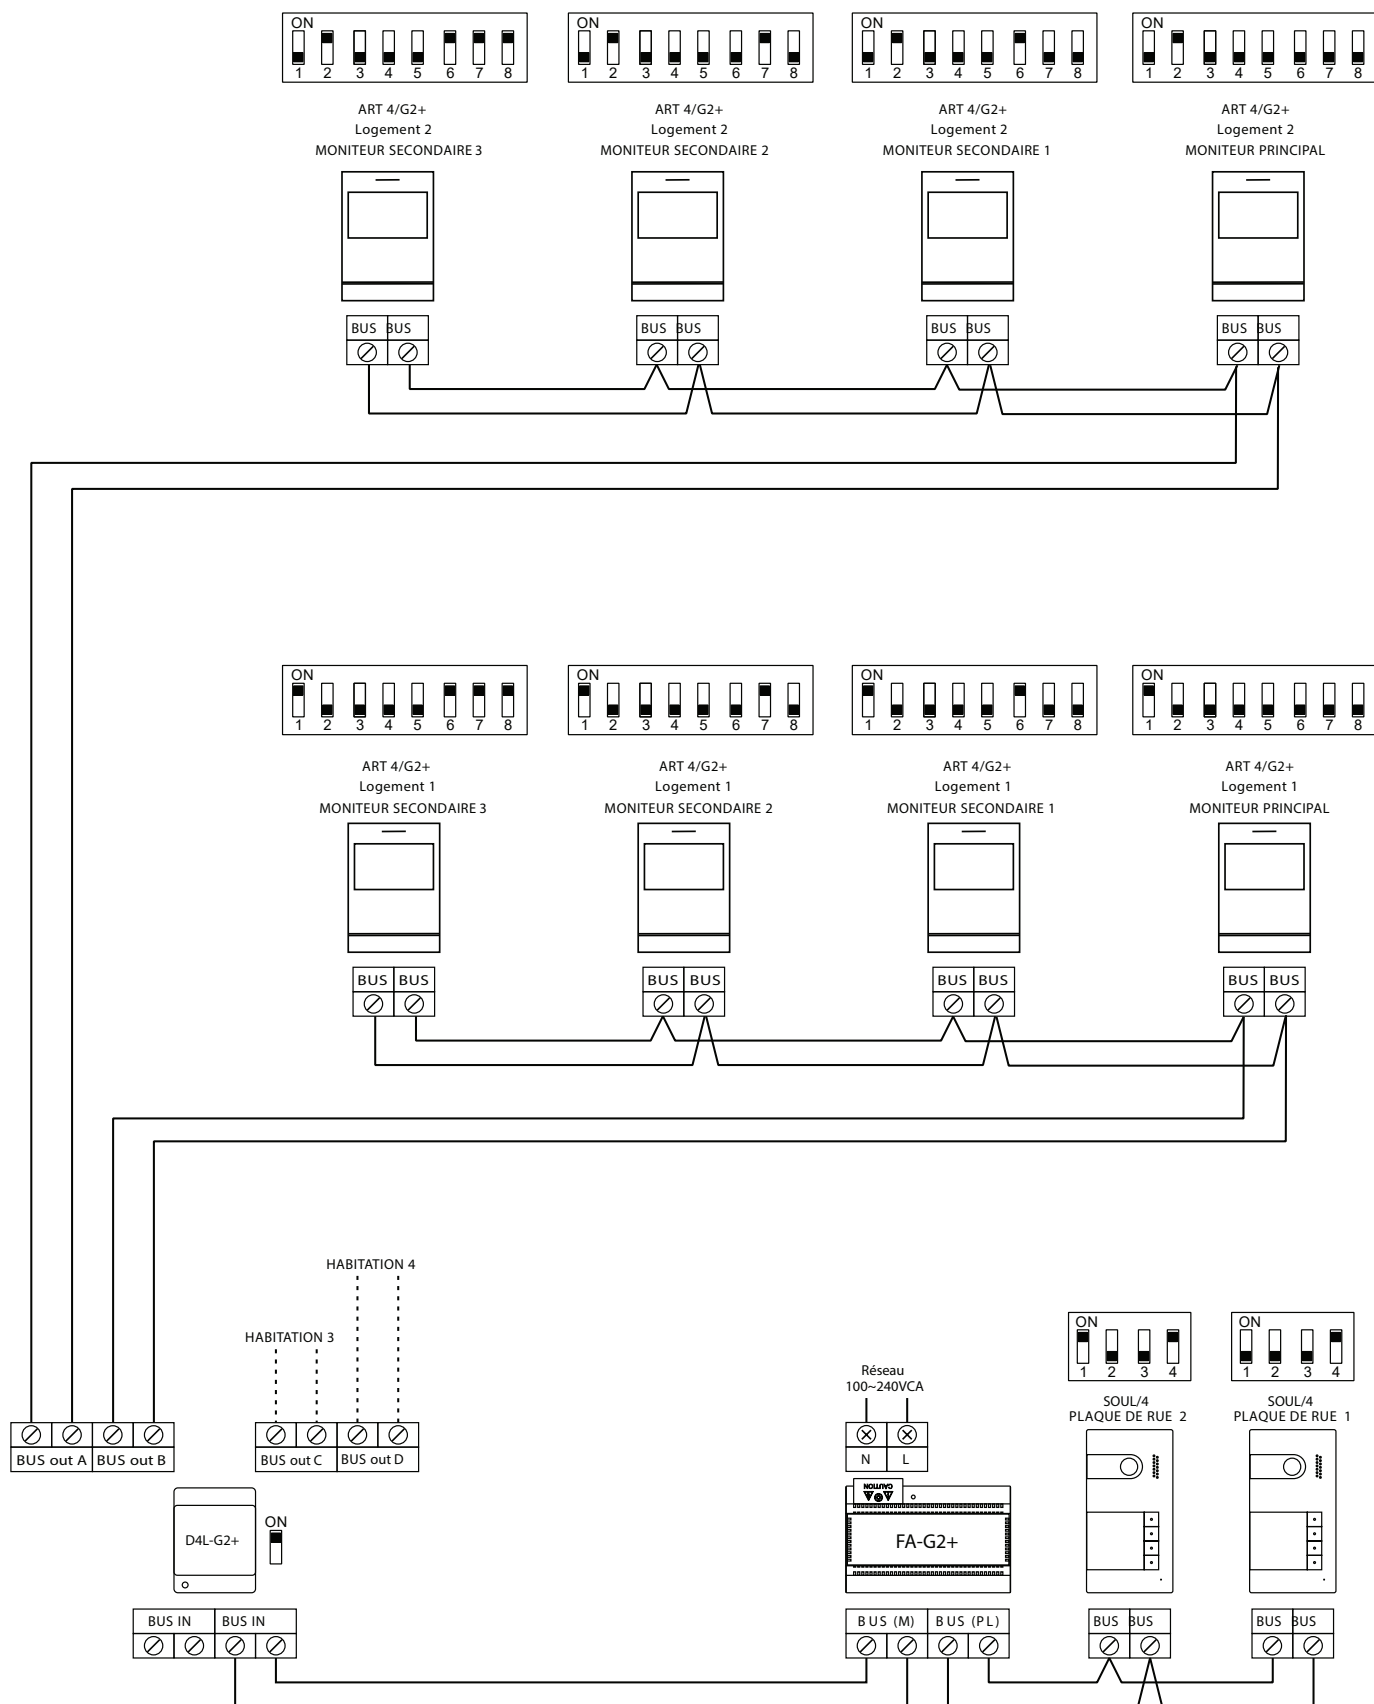 ON ON ON ON
1 2 3 4 5 6 7 8 1 2 3 4 5 6 7 8 1 2 3 4 5 6 7 8 1 2 3 4 5 6 7 8
ART 4/G2+ ART 4/G2+ ART 4/G2+ ART 4/G2+
Logement 2 Logement 2 Logement 2 Logement 2
MONITEUR SECONDAIRE 3 MONITEUR SECONDAIRE 2 MONITEUR SECONDAIRE 1 MONITEUR PRINCIPAL
BUS BUS BUS BUS BUS BUS BUS BUS
ON ON ON ON
1 2 3 4 5 6 7 8 1 2 3 4 5 6 7 8 1 2 3 4 5 6 7 8 1 2 3 4 5 6 7 8
ART 4/G2+ ART 4/G2+ ART 4/G2+ ART 4/G2+
Logement 1 Logement 1 Logement 1 Logement 1
MONITEUR SECONDAIRE 3 MONITEUR SECONDAIRE 2 MONITEUR SECONDAIRE 1 MONITEUR PRINCIPAL
BUS BUS BUS BUS BUS BUS BUS BUS
HABITATION 4
HABITATION 3
ON ON
1 2 3 4 1 2 3 4
Réseau
100~240VCA
SOUL/4 SOUL/4
PLAQUE DE RUE 2 PLAQUE DE RUE 1
BUS out A BUS out B BUS out C BUS out D N L
CAUTION
ON
D4L-G2+ FA-G2+
BUS IN BUS IN BUS (M) BUS (PL) BUS BUS BUS BUS